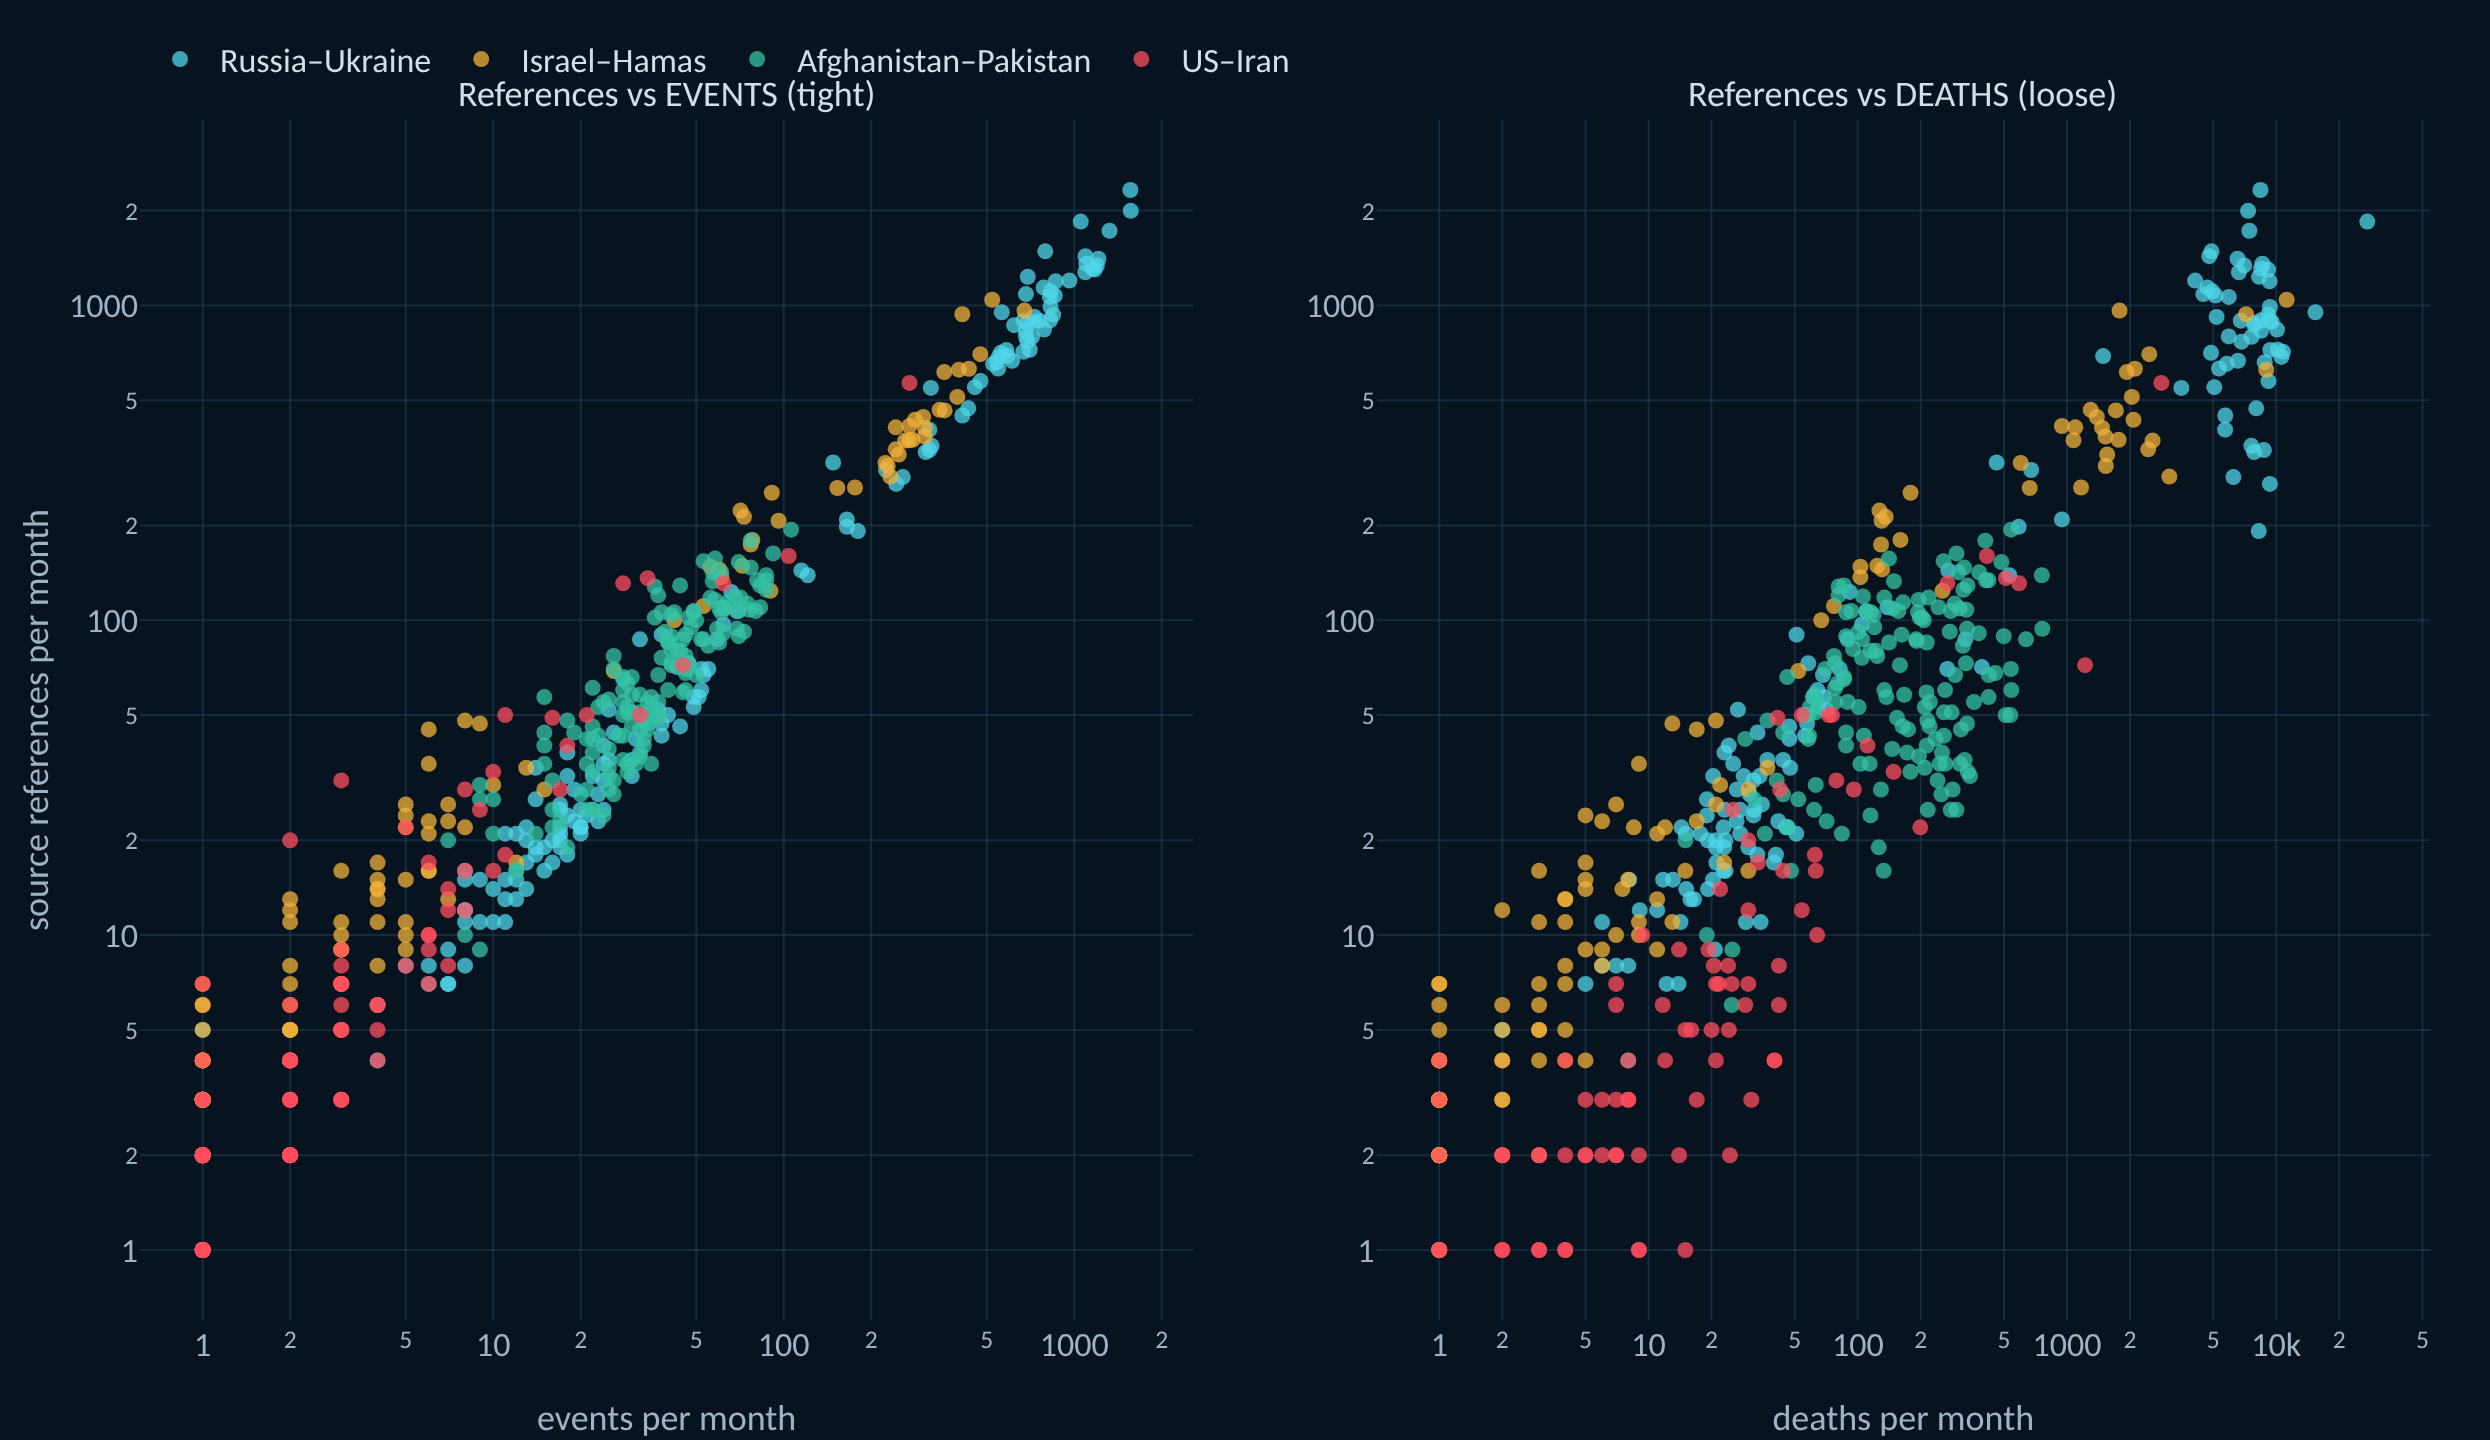 Russia–Ukraine Israel–Hamas Afghanistan–Pakistan US–Iran
References vs EVENTS (tight)
source references per month
2
1000
5
2
100
5
2
10
5
2
1
1 2 5 10 2 5 100 2 5 1000 2
events per month
References vs DEATHS (loose)
2
1000
5
2
100
5
2
10
5
2
1
1 2 5 10 2 5 100 2 5 1000 2 5 10k 2 5
deaths per month